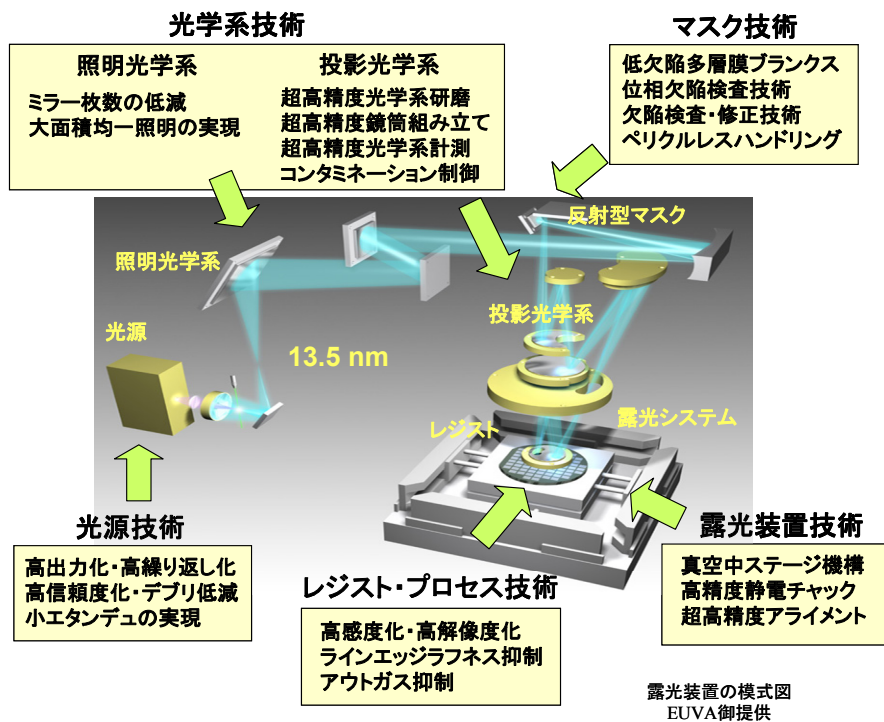 光学系技術
照明光学系
ミラー枚数の低減
大面積均一照明の実現
投影光学系
超高精度光学系研磨
超高精度鏡筒組み立て
超高精度光学系計測
コンタミネーション制御
マスク技術
低欠陥多層膜ブランクス
位相欠陥検査技術
欠陥検査・修正技術
ペリクルレスハンドリング
反射型マスク
照明光学系
投影光学系
光源
13.5 nm
レジスト
露光システム
光源技術
高出力化・高繰り返し化
高信頼度化・デブリ低減
小エタンデュの実現
レジスト・プロセス技術
高感度化・高解像度化
ラインエッジラフネス抑制
アウトガス抑制
露光装置技術
真空中ステージ機構
高精度静電チャック
超高精度アライメント
露光装置の模式図
EUVA御提供